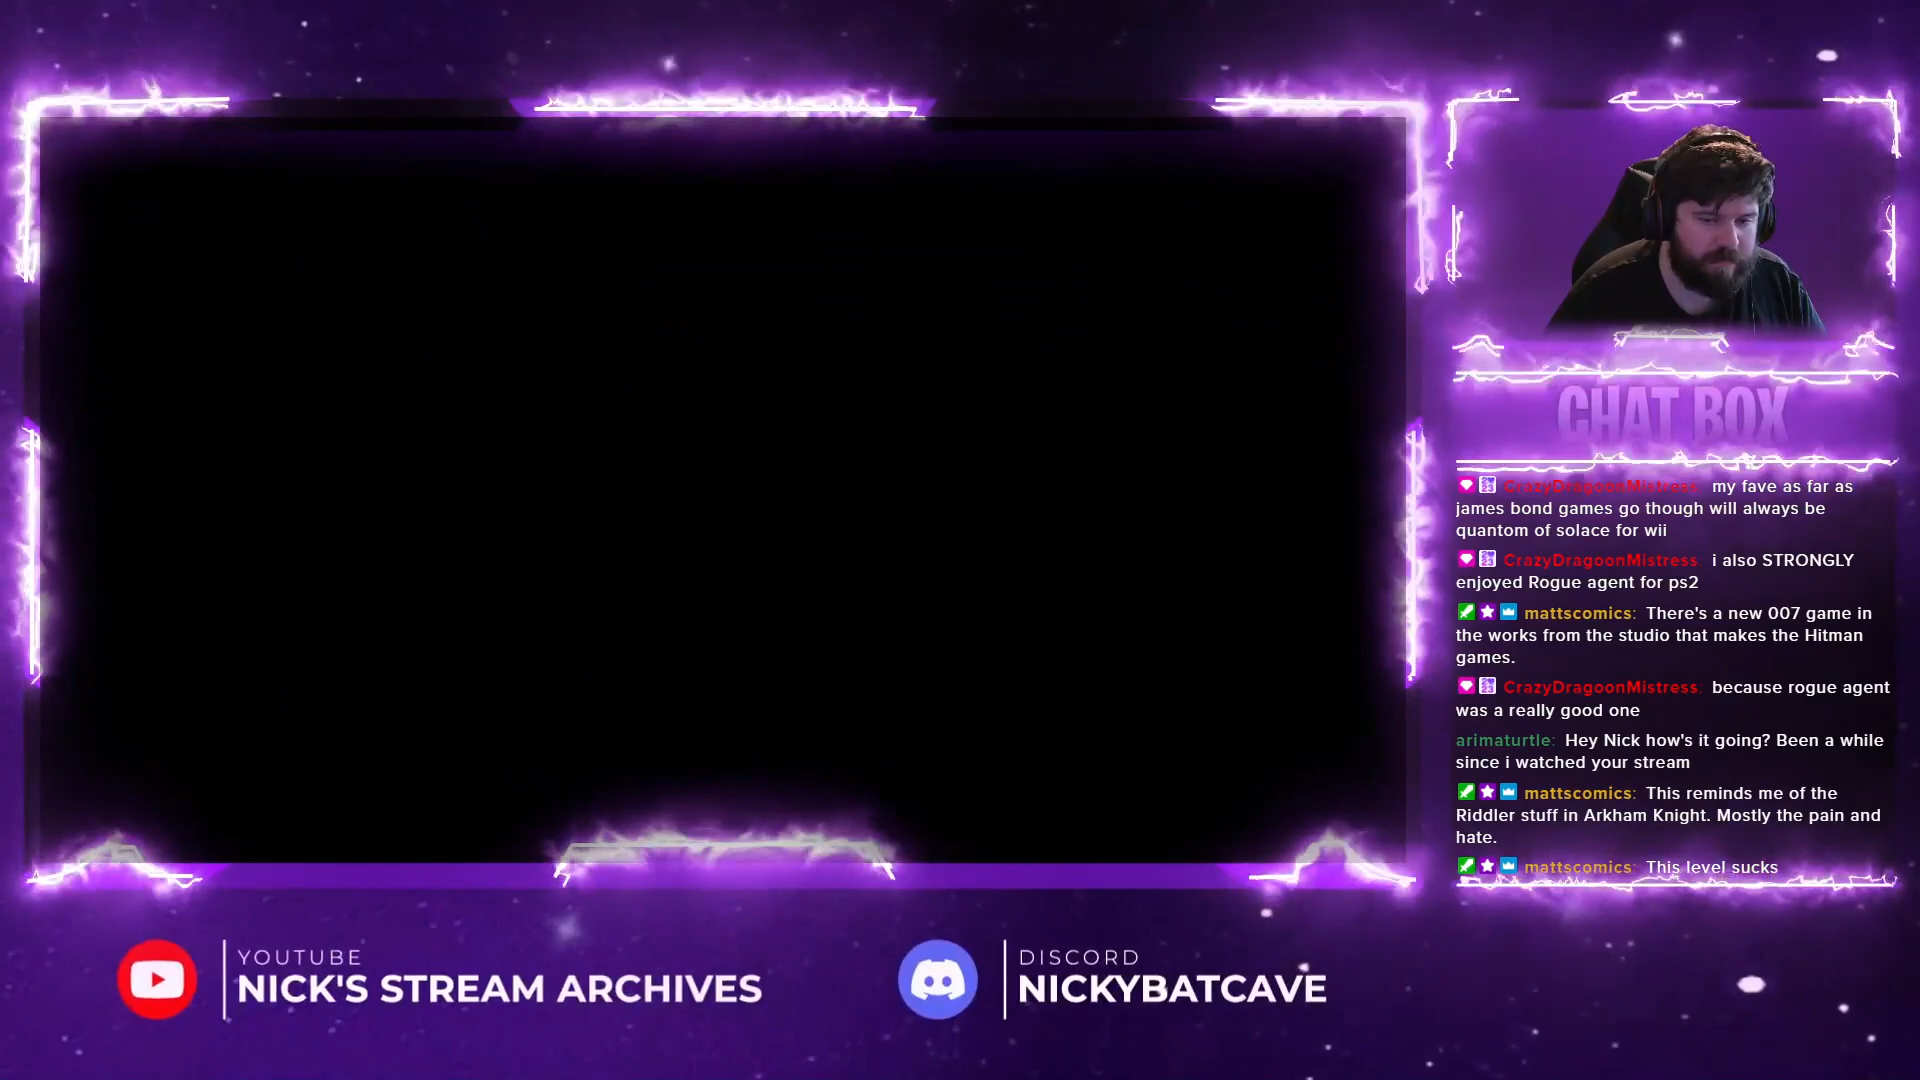 CHAT BOX
CrazyDragoonMistress: my fave as far as
james bond games go though will always be
quantom of solace for wii
CrazyDragoonMistress: i also STRONGLY
enjoyed Rogue agent for ps2
mattscomics: There's a new 007 game in
the works from the studio that makes the Hitman
games.
CrazyDragoonMistress: because rogue agent
was a really good one
arimaturtle: Hey Nick how's it going? Been a while
since i watched your stream
mattscomics: This reminds me of the
Riddler stuff in Arkham Knight. Mostly the pain and
hate.
mattscomics: This level sucks
YOUTUBE
NICK'S STREAM ARCHIVES
DISCORD
NICKYBATCAVE